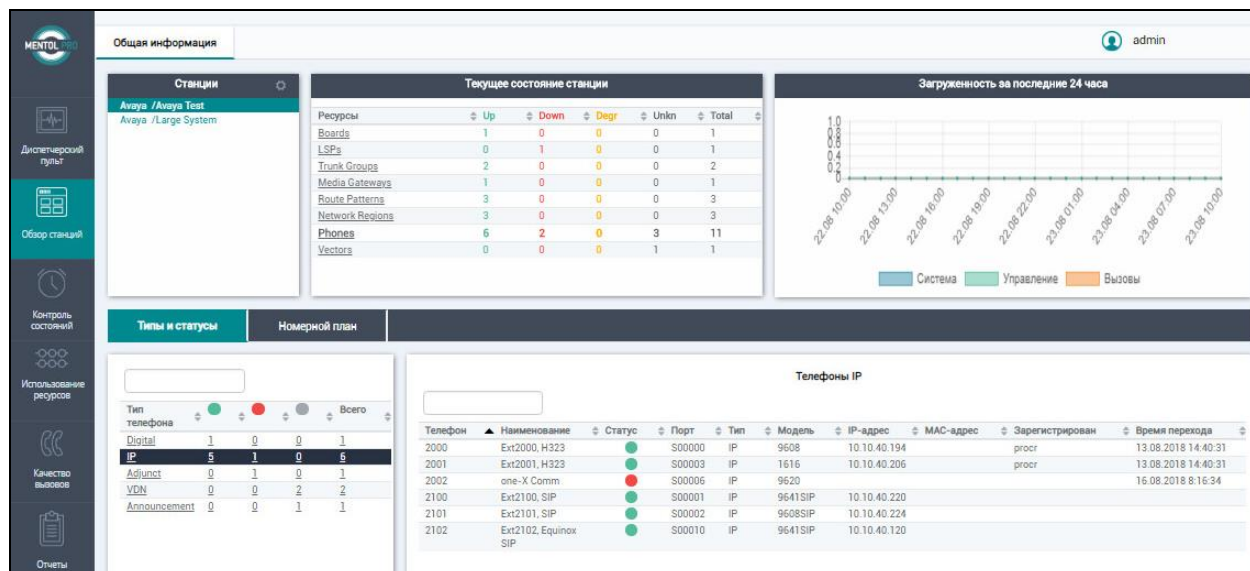 MENTOL PRO
Общая информация
admin
Диспетчерский
пульт
Обзор станций
Контроль
состояний
Использование
ресурсов
Качество
вызовов
Отчеты
Станции
Avaya /Avaya Test
Avaya /Large System
Текущее состояние станции
Ресурсы Up Down Degr Unkn Total
Boards 1 0 0 0 1
LSPs 0 1 0 0 1
Trunk Groups 2 0 0 0 2
Media Gateways 1 0 0 0 1
Route Patterns 3 0 0 0 3
Network Regions 3 0 0 0 3
Phones 6 2 0 3 11
Vectors 0 0 0 1 1
Загруженность за последние 24 часа
1.0
0.8
0.6
0.4
0.2
0
22.08 10:00 22.08 13:00 22.08 16:00 22.08 19:00 22.08 22:00 23.08 01:00 23.08 04:00 23.08 07:00 23.08 10:00
Система Управление Вызовы
Типы и статусы Номерной план
Тип
телефона Всего
Digital 1 0 0 1
IP 5 1 0 6
Adjunct 0 1 0 1
VDN 0 0 2 2
Announcement 0 0 1 1
Телефоны IP
Телефон Наименование Статус Порт Тип Модель IP-адрес MAC-адрес Зарегистрирован Время перехода
2000 Ext2000, H323 S00000 IP 9608 10.10.40.194 procr 13.08.2018 14:40:31
2001 Ext2001, H323 S00003 IP 1616 10.10.40.206 procr 13.08.2018 14:40:31
2002 one-X Comm S00006 IP 9620 16.08.2018 8:16:34
2100 Ext2100, SIP S00001 IP 9641SIP 10.10.40.220
2101 Ext2101, SIP S00002 IP 9608SIP 10.10.40.224
2102 Ext2102, Equinox S00010 IP 9641SIP 10.10.40.120
SIP